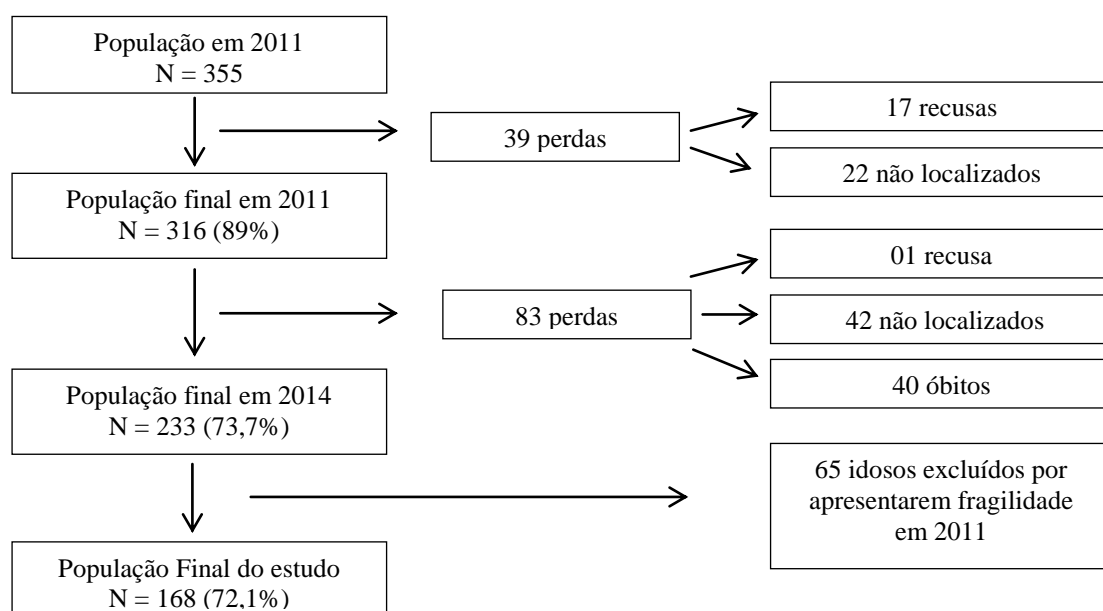 População em 2011
N = 355
39 perdas
17 recusas
22 não localizados
População final em 2011
N = 316 (89%)
83 perdas
01 recusa
42 não localizados
40 óbitos
População final em 2014
N = 233 (73,7%)
65 idosos excluídos por
apresentarem fragilidade
em 2011
População Final do estudo
N = 168 (72,1%)